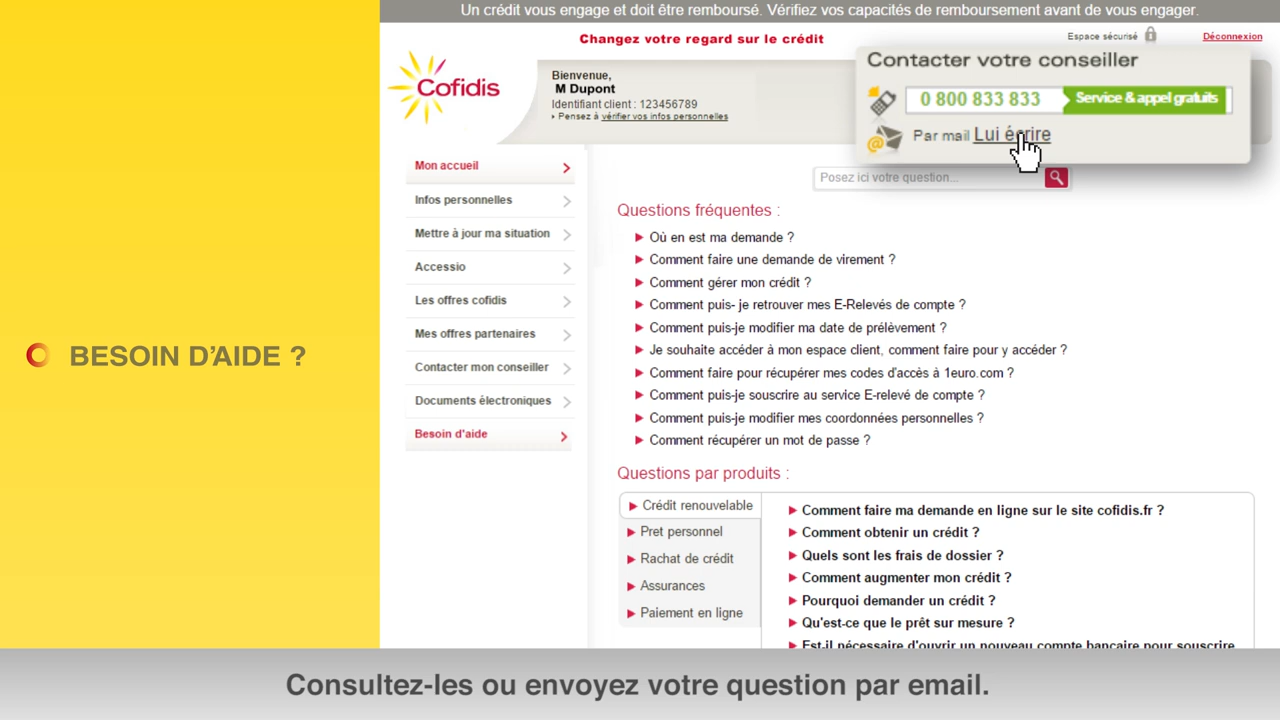 Un crédit vous engage et doit être remboursé. Vérifiez vos capacités de remboursement avant de vous engager.
Changez votre regard sur le crédit
Espace sécurisé
Déconnexion
Cofidis
Bienvenue,
M Dupont
Identifiant client : 123456789
Pensez à vérifier vos infos personnelles
Contacter votre conseiller
0 800 833 833 Service & appel gratuits
@ Par mail Lui écrire
Posez ici votre question...
Mon accueil
Infos personnelles
Mettre à jour ma situation
Accessio
Les offres cofidis
Mes offres partenaires
Contacter mon conseiller
Documents électroniques
Besoin d'aide
BESOIN D'AIDE ?
Questions fréquentes :
Où en est ma demande ?
Comment faire une demande de virement ?
Comment gérer mon crédit ?
Comment puis- je retrouver mes E-Relevés de compte ?
Comment puis-je modifier ma date de prélèvement ?
Je souhaite accéder à mon espace client, comment faire pour y accéder ?
Comment faire pour récupérer mes codes d'accès à 1euro.com ?
Comment puis-je souscrire au service E-relevé de compte ?
Comment puis-je modifier mes coordonnées personnelles ?
Comment récupérer un mot de passe ?
Questions par produits :
Crédit renouvelable
Pret personnel
Rachat de crédit
Assurances
Paiement en ligne
Comment faire ma demande en ligne sur le site cofidis.fr ?
Comment obtenir un crédit ?
Quels sont les frais de dossier ?
Comment augmenter mon crédit ?
Pourquoi demander un crédit ?
Qu'est-ce que le prêt sur mesure ?
Est-il nécessaire d'ouvrir un nouveau compte bancaire pour souscrire
Consultez-les ou envoyez votre question par email.